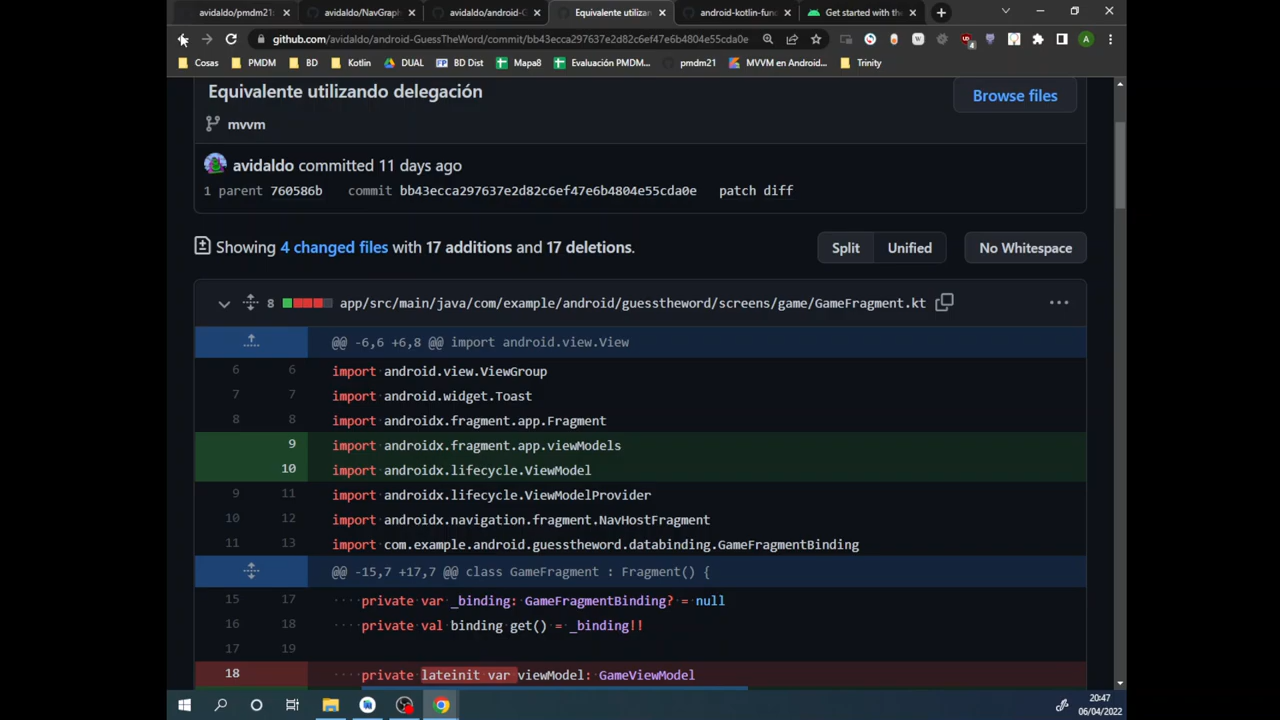 avidaldo/pmdm21:
avidaldo/NavGraph
avidaldo/android-G
Equivalente utilizan
android-kotlin-fun
Get started with the
github.com/avidaldo/android-GuessTheWord/commit/bb43ecca297637e2d82c6ef47e6b4804e55cda0e
4
A
Cosas
PMDM
BD
Kotlin
DUAL
FP BD Dist
Mapa8
Evaluación PMDM...
pmdm21
MVVM en Android...
Trinity
Equivalente utilizando delegación
Browse files
mvvm
avidaldo committed 11 days ago
1 parent 760586b commit bb43ecca297637e2d82c6ef47e6b4804e55cda0e patch diff
Showing 4 changed files with 17 additions and 17 deletions.
Split Unified No Whitespace
8 app/src/main/java/com/example/android/guesstheword/screens/game/GameFragment.kt
@@ -6,6 +6,8 @@ import android.view.View
6 6 import android.view.ViewGroup
7 7 import android.widget.Toast
8 8 import androidx.fragment.app.Fragment
9 import androidx.fragment.app.viewModels
10 import androidx.lifecycle.ViewModel
9 11 import androidx.lifecycle.ViewModelProvider
10 12 import androidx.navigation.fragment.NavHostFragment
11 13 import com.example.android.guesstheword.databinding.GameFragmentBinding
@@ -15,7 +17,7 @@ class GameFragment : Fragment() {
15 17 ····private var _binding: GameFragmentBinding? = null
16 18 ····private val binding get() = _binding!!
17 19
18 ····private lateinit var viewModel: GameViewModel
20:47
06/04/2022